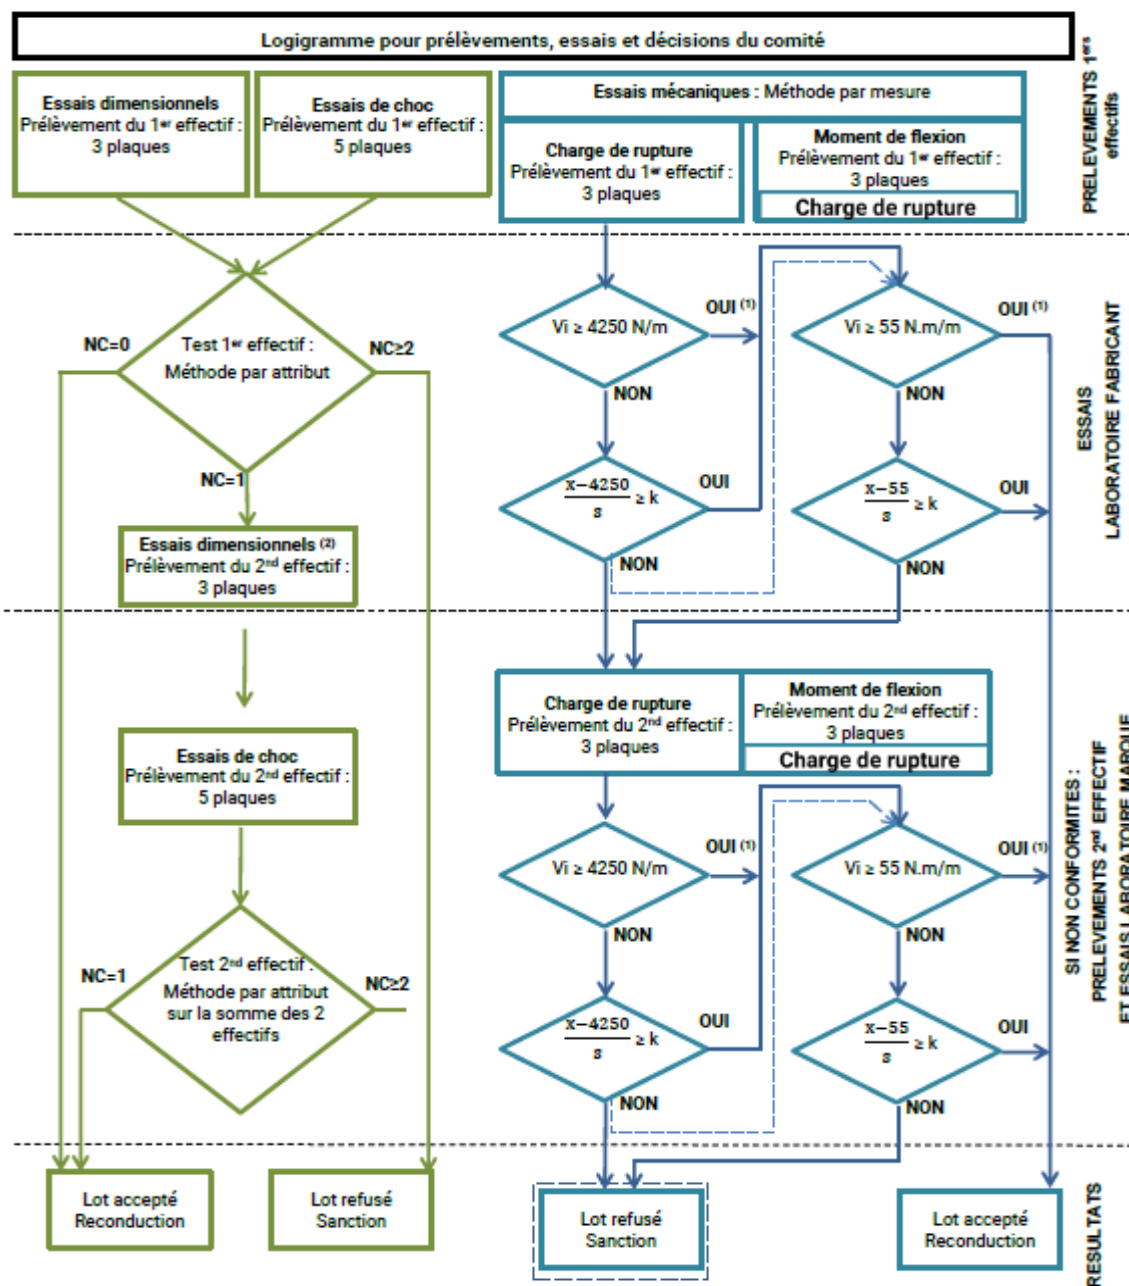 Logigramme pour prélèvements, essais et décisions du comité
Essais dimensionnels
Prélèvement du 1er effectif :
3 plaques
Essais de choc
Prélèvement du 1er effectif :
5 plaques
Essais mécaniques : Méthode par mesure
Charge de rupture
Prélèvement du 1er effectif :
3 plaques
Moment de flexion
Prélèvement du 1er effectif :
3 plaques
Charge de rupture
PRELEVEMENTS 1ers
effectifs
NC=0
Test 1er effectif :
Méthode par attribut
NC≥2
NC=1
Essais dimensionnels (2)
Prélèvement du 2nd effectif :
3 plaques
Vi ≥ 4250 N/m
OUI (1)
NON
x−4250
s
≥ k
OUI
NON
Vi ≥ 55 N.m/m
OUI (1)
NON
x−55
s
≥ k
OUI
NON
ESSAIS
LABORATOIRE FABRICANT
Essais de choc
Prélèvement du 2nd effectif :
5 plaques
NC=1
Test 2nd effectif :
Méthode par attribut
sur la somme des 2
effectifs
NC≥2
Charge de rupture
Prélèvement du 2nd effectif :
3 plaques
Moment de flexion
Prélèvement du 2nd effectif :
3 plaques
Charge de rupture
Vi ≥ 4250 N/m
OUI (1)
NON
x−4250
s
≥ k
OUI
NON
Vi ≥ 55 N.m/m
OUI (1)
NON
x−55
s
≥ k
OUI
NON
SI NON CONFORMITES :
PRELEVEMENTS 2nd EFFECTIF
ET ESSAIS LABORATOIRE MARQUE
Lot accepté
Reconduction
Lot refusé
Sanction
Lot refusé
Sanction
Lot accepté
Reconduction
RESULTATS